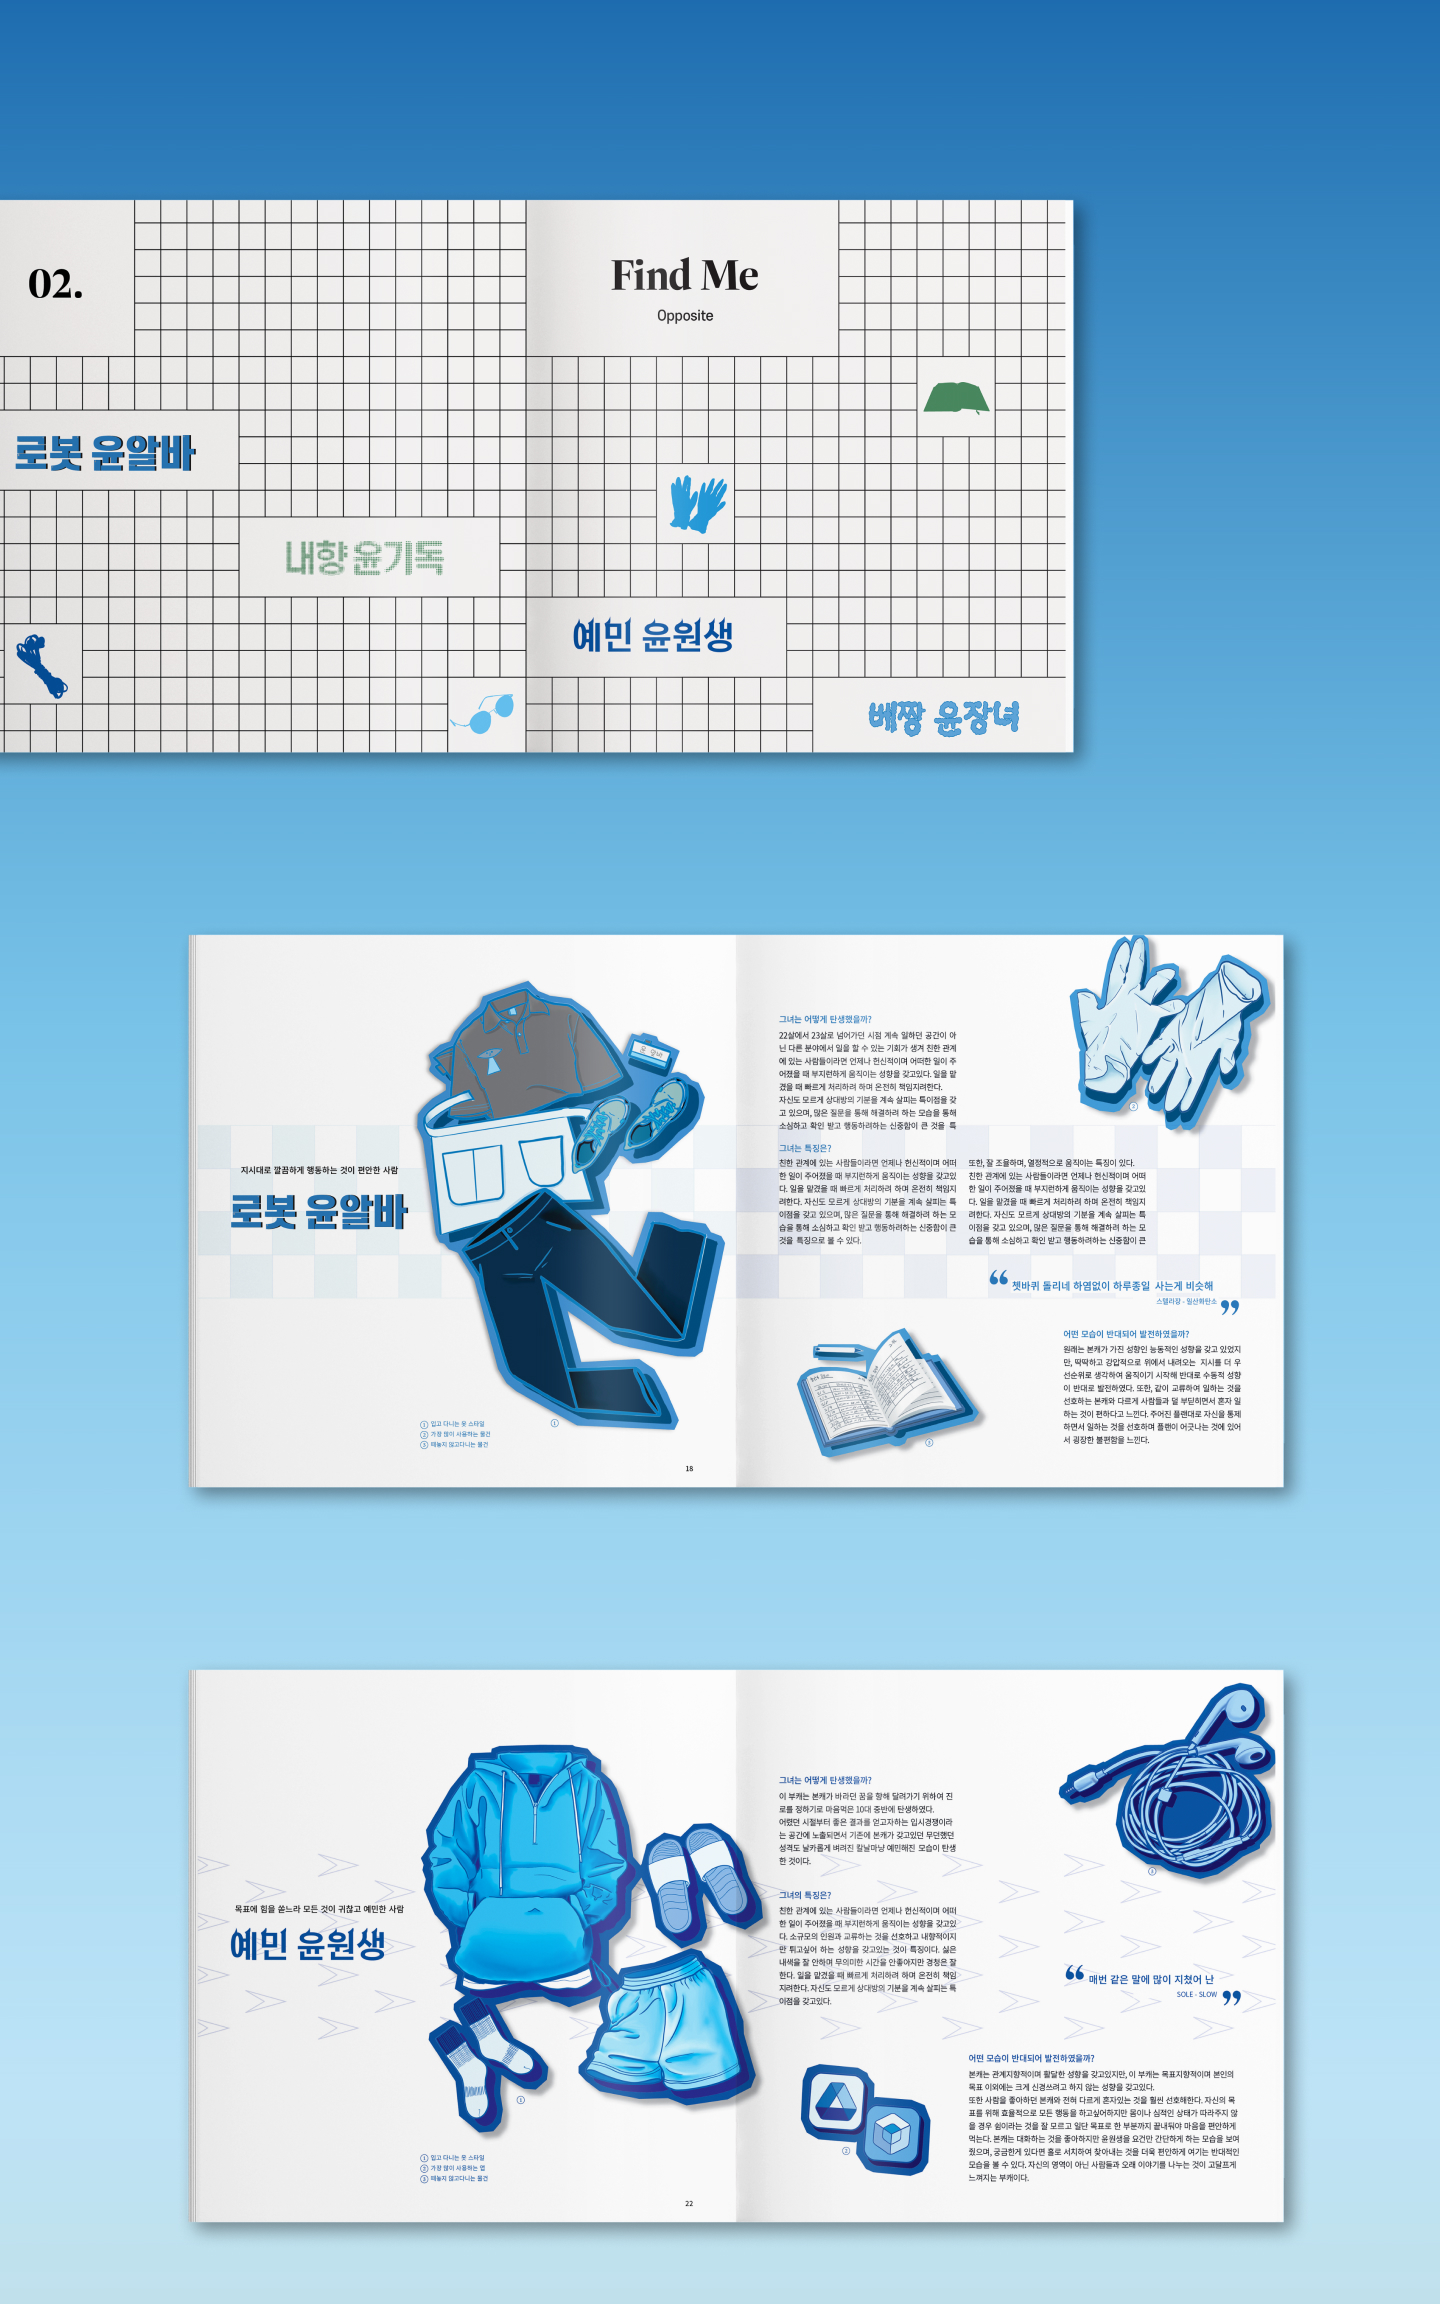 02.
Find Me
Opposite
로봇 윤알바
내향 윤기독
예민 윤원생
베짱 윤장녀
지시대로 깔끔하게 행동하는 것이 편안한 사람
로봇 윤알바
윤 알바
① 입고 다니는 옷 스타일
② 가장 많이 사용하는 물건
③ 떼놓지 않고다니는 물건
①
18
그녀는 어떻게 탄생했을까?
22살에서 23살로 넘어가던 시점 계속 일하던 공간이 아
닌 다른 분야에서 일을 할 수 있는 기회가 생겨 친한 관계
에 있는 사람들이라면 언제나 헌신적이며 어떠한 일이 주
어졌을 때 부지런하게 움직이는 성향을 갖고있다. 일을 맡
겼을 때 빠르게 처리하려 하며 온전히 책임지려한다.
자신도 모르게 상대방의 기분을 계속 살피는 특이점을 갖
고 있으며, 많은 질문을 통해 해결하려 하는 모습을 통해
소심하고 확인 받고 행동하려하는 신중함이 큰 것을 특
그녀는 특징은?
친한 관계에 있는 사람들이라면 언제나 헌신적이며 어떠
한 일이 주어졌을 때 부지런하게 움직이는 성향을 갖고있
다. 일을 맡겼을 때 빠르게 처리하려 하며 온전히 책임지
려한다. 자신도 모르게 상대방의 기분을 계속 살피는 특
이점을 갖고 있으며, 많은 질문을 통해 해결하려 하는 모
습을 통해 소심하고 확인 받고 행동하려하는 신중함이 큰
것을 특징으로 볼 수 있다.
또한, 잘 조율하며, 열정적으로 움직이는 특징이 있다.
친한 관계에 있는 사람들이라면 언제나 헌신적이며 어떠
한 일이 주어졌을 때 부지런하게 움직이는 성향을 갖고있
다. 일을 맡겼을 때 빠르게 처리하려 하며 온전히 책임지
려한다. 자신도 모르게 상대방의 기분을 계속 살피는 특
이점을 갖고 있으며, 많은 질문을 통해 해결하려 하는 모
습을 통해 소심하고 확인 받고 행동하려하는 신중함이 큰
“ 쳇바퀴 돌리네 하염없이 하루종일 사는게 비슷해
스텔라장 - 일산화탄소 ”
어떤 모습이 반대되어 발전하였을까?
원래는 본캐가 가진 성향인 능동적인 성향을 갖고 있었지
만, 딱딱하고 강압적으로 위에서 내려오는 지시를 더 우
선순위로 생각하여 움직이기 시작해 반대로 수동적 성향
이 반대로 발전하였다. 또한, 같이 교류하여 일하는 것을
선호하는 본캐와 다르게 사람들과 덜 부딛히면서 혼자 일
하는 것이 편하다고 느낀다. 주어진 플랜대로 자신을 통제
하면서 일하는 것을 선호하며 플랜이 어긋나는 것에 있어
서 굉장한 불편함을 느낀다.
목표에 힘을 쏟느라 모든 것이 귀찮고 예민한 사람
예민 윤원생
① 입고 다니는 옷 스타일
② 가장 많이 사용하는 앱
③ 떼놓지 않고다니는 물건
①
22
그녀는 어떻게 탄생했을까?
이 부캐는 본캐가 바라던 꿈을 향해 달려가기 위하여 진
로를 정하기로 마음먹은 10대 중반에 탄생하였다.
어렸던 시절부터 좋은 결과를 얻고자하는 입시경쟁이라
는 공간에 노출되면서 기존에 본캐가 갖고있던 무던했던
성격도 날카롭게 벼려진 칼날마냥 예민해진 모습이 탄생
한 것이다.
그녀의 특징은?
친한 관계에 있는 사람들이라면 언제나 헌신적이며 어떠
한 일이 주어졌을 때 부지런하게 움직이는 성향을 갖고있
다. 소규모의 인원과 교류하는 것을 선호하고 내향적이지
만 튀고싶어 하는 성향을 갖고있는 것이 특징이다. 싫은
내색을 잘 안하며 무의미한 시간을 안좋아지만 경청은 잘
한다. 일을 맡겼을 때 빠르게 처리하려 하며 온전히 책임
지려한다. 자신도 모르게 상대방의 기분을 계속 살피는 특
이점을 갖고있다.
“ 매번 같은 말에 많이 지쳤어 난
SOLE - SLOW ”
어떤 모습이 반대되어 발전하였을까?
본캐는 관계지향적이며 활달한 성향을 갖고있지만, 이 부캐는 목표지향적이며 본인의
목표 이외에는 크게 신경쓰려고 하지 않는 성향을 갖고있다.
또한 사람을 좋아하던 본캐와 전혀 다르게 혼자있는 것을 훨씬 선호해한다. 자신의 목
표를 위해 효율적으로 모든 행동을 하고싶어하지만 몸이나 심적인 상태가 따라주지 않
을 경우 쉼이라는 것을 잘 모르고 일단 목표로 한 부분까지 끝내둬야 마음을 편안하게
먹는다. 본캐는 대화하는 것을 좋아하지만 윤원생을 요건만 간단하게 하는 모습을 보여
줬으며, 궁금한게 있다면 홀로 서치하여 찾아내는 것을 더욱 편안하게 여기는 반대적인
모습을 볼 수 있다. 자신의 영역이 아닌 사람들과 오래 이야기를 나누는 것이 고달프게
느껴지는 부캐이다.